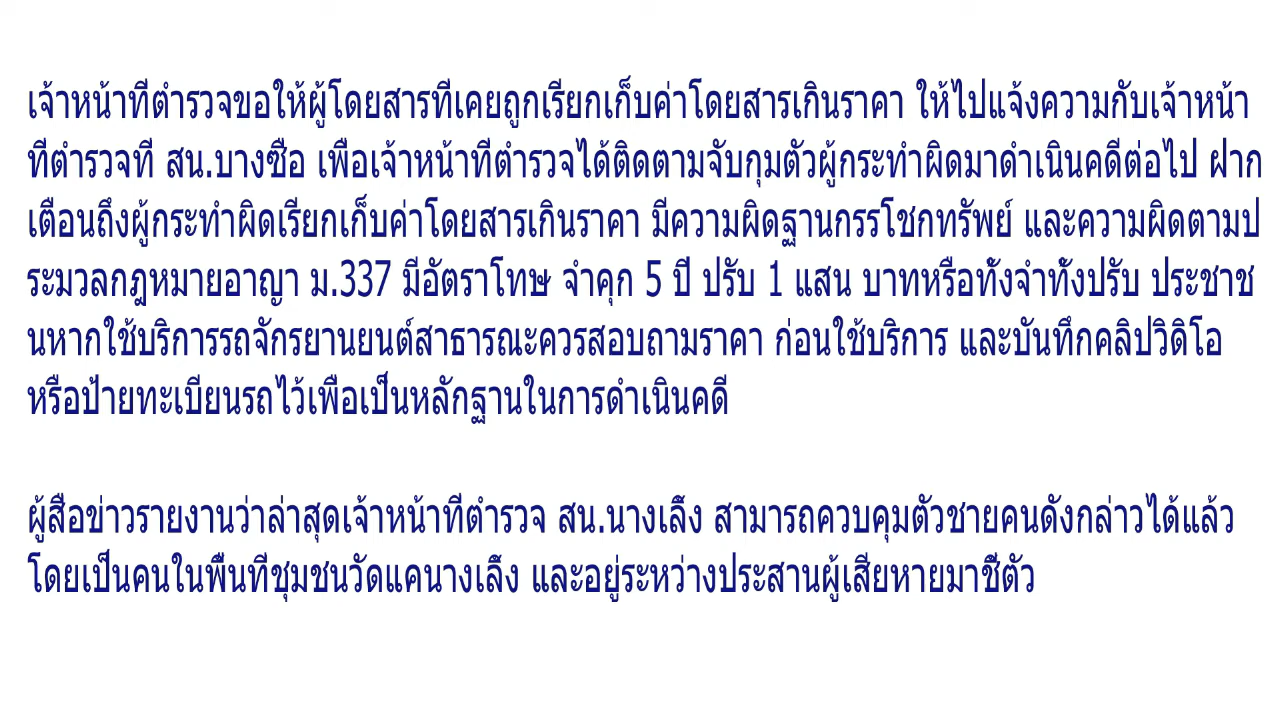 เจ้าหน้าที่ตำรวจขอให้ผู้โดยสารที่เคยถูกเรียกเก็บค่าโดยสารเกินราคา ให้ไปแจ้งความกับเจ้าหน้า
ที่ตำรวจที่ สน.บางซื่อ เพื่อเจ้าหน้าที่ตำรวจได้ติดตามจับกุมตัวผู้กระทำผิดมาดำเนินคดีต่อไป ฝาก
เตือนถึงผู้กระทำผิดเรียกเก็บค่าโดยสารเกินราคา มีความผิดฐานกรรโชกทรัพย์ และความผิดตามป
ระมวลกฎหมายอาญา ม.337 มีอัตราโทษ จำคุก 5 ปี ปรับ 1 แสน บาทหรือทั้งจำทั้งปรับ ประชาช
นหากใช้บริการรถจักรยานยนต์สาธารณะควรสอบถามราคา ก่อนใช้บริการ และบันทึกคลิปวิดิโอ
หรือป้ายทะเบียนรถไว้เพื่อเป็นหลักฐานในการดำเนินคดี
ผู้สื่อข่าวรายงานว่าล่าสุดเจ้าหน้าที่ตำรวจ สน.นางเลิ้ง สามารถควบคุมตัวชายคนดังกล่าวได้แล้ว
โดยเป็นคนในพื้นที่ชุมชนวัดแคนางเลิ้ง และอยู่ระหว่างประสานผู้เสียหายมาชี้ตัว